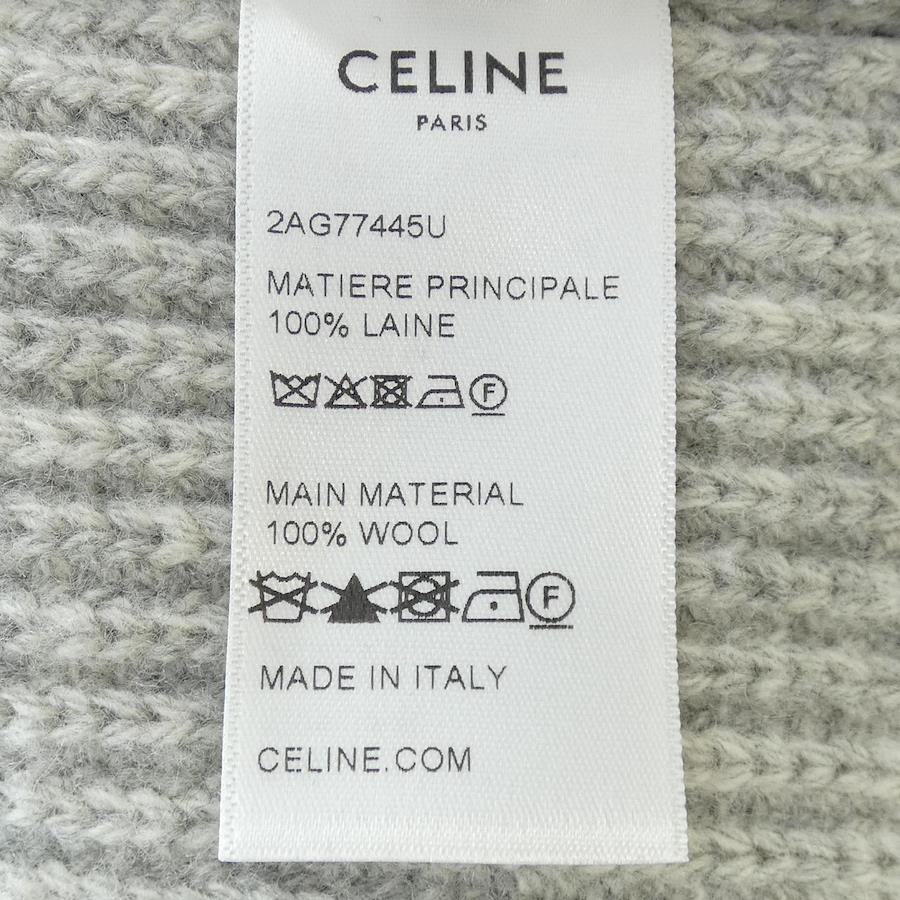 CELINE
PARIS
2AG77445U
MATIERE PRINCIPALE
100% LAINE
F
MAIN MATERIAL
100% WOOL
F
MADE IN ITALY
CELINE.COM